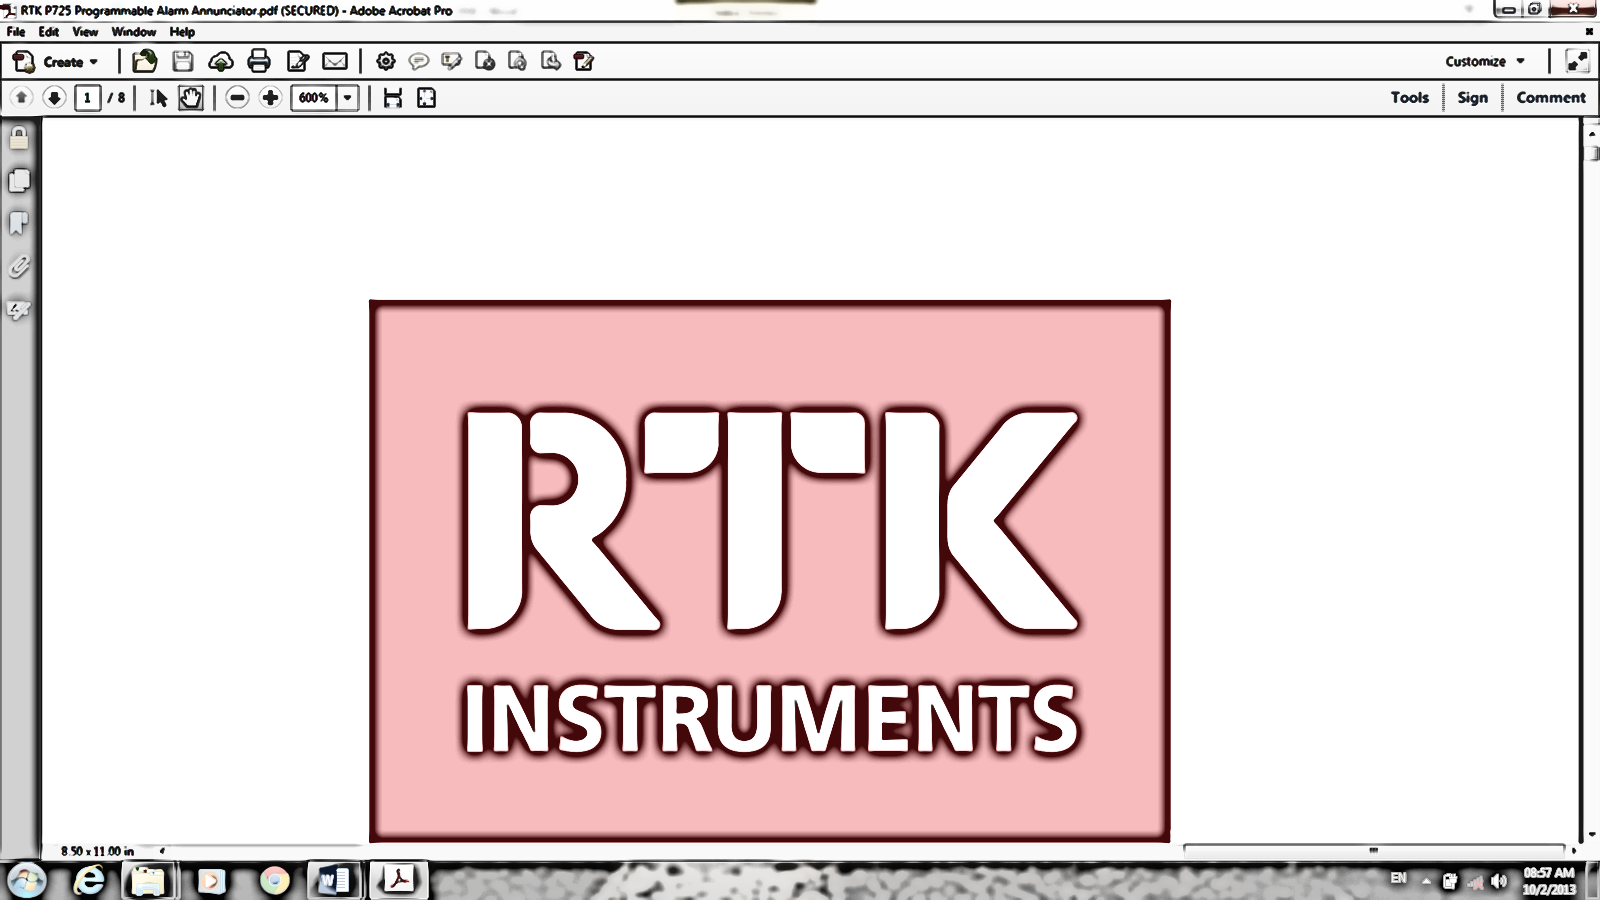 RTK P725 Programmable Alarm Annunciator.pdf (SECURED) - Adobe Acrobat Pro
File Edit View Window Help
Create Customize
1 / 8 600% Tools Sign Comment
RTK
INSTRUMENTS
8.50 x 11.00 in
EN 08:57 AM
10/2/2013